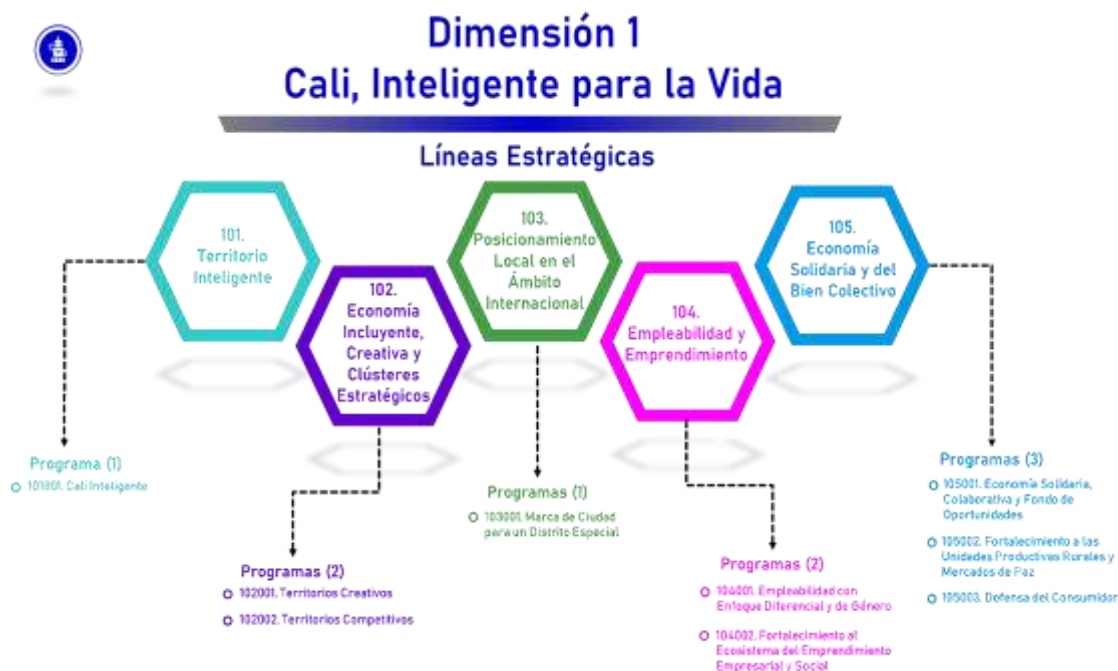 Dimensión 1
Cali, Inteligente para la Vida
Líneas Estratégicas
101.
Territorio
Inteligente
102.
Economía
Incluyente,
Creativa y
Clústeres
Estratégicos
103.
Posicionamiento
Local en el
Ámbito
Internacional
104.
Empleabilidad y
Emprendimiento
105.
Economía
Solidaria y del
Bien Colectivo
Programa (1)
101001. Cali Inteligente
Programas (2)
102001. Territorios Creativos
102002. Territorios Competitivos
Programas (1)
103001. Marca de Ciudad
para un Distrito Especial
Programas (2)
104001. Empleabilidad con
Enfoque Diferencial y de Género
104002. Fortalecimiento al
Ecosistema del Emprendimiento
Empresarial y Social
Programas (3)
105001. Economía Solidaria,
Colaborativa y Fondo de
Oportunidades
105002. Fortalecimiento a las
Unidades Productivas Rurales y
Mercados de Paz
105003. Defensa del Consumidor